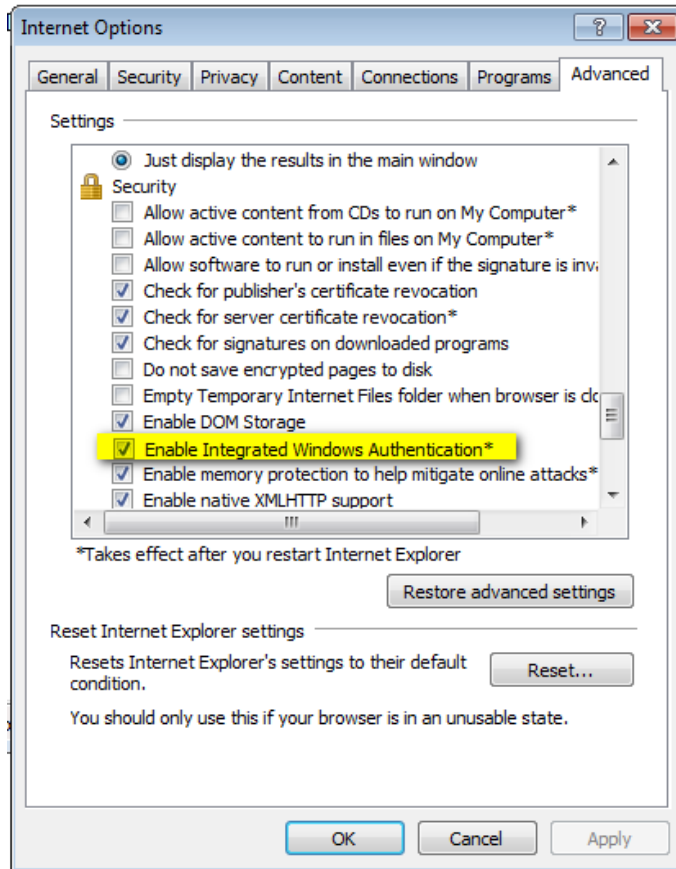 Internet Options
General Security Privacy Content Connections Programs Advanced
Settings
Just display the results in the main window
Security
Allow active content from CDs to run on My Computer*
Allow active content to run in files on My Computer*
Allow software to run or install even if the signature is
Check for publisher's certificate revocation
Check for server certificate revocation*
Check for signatures on downloaded programs
Do not save encrypted pages to disk
Empty Temporary Internet Files folder when browser is
Enable DOM Storage
Enable Integrated Windows Authentication*
Enable memory protection to help mitigate online attacks*
Enable native XMLHTTP support
*Takes effect after you restart Internet Explorer
Restore advanced settings
Reset Internet Explorer settings
Resets Internet Explorer's settings to their default
condition.
Reset...
You should only use this if your browser is in an unusable state.
OK Cancel Apply